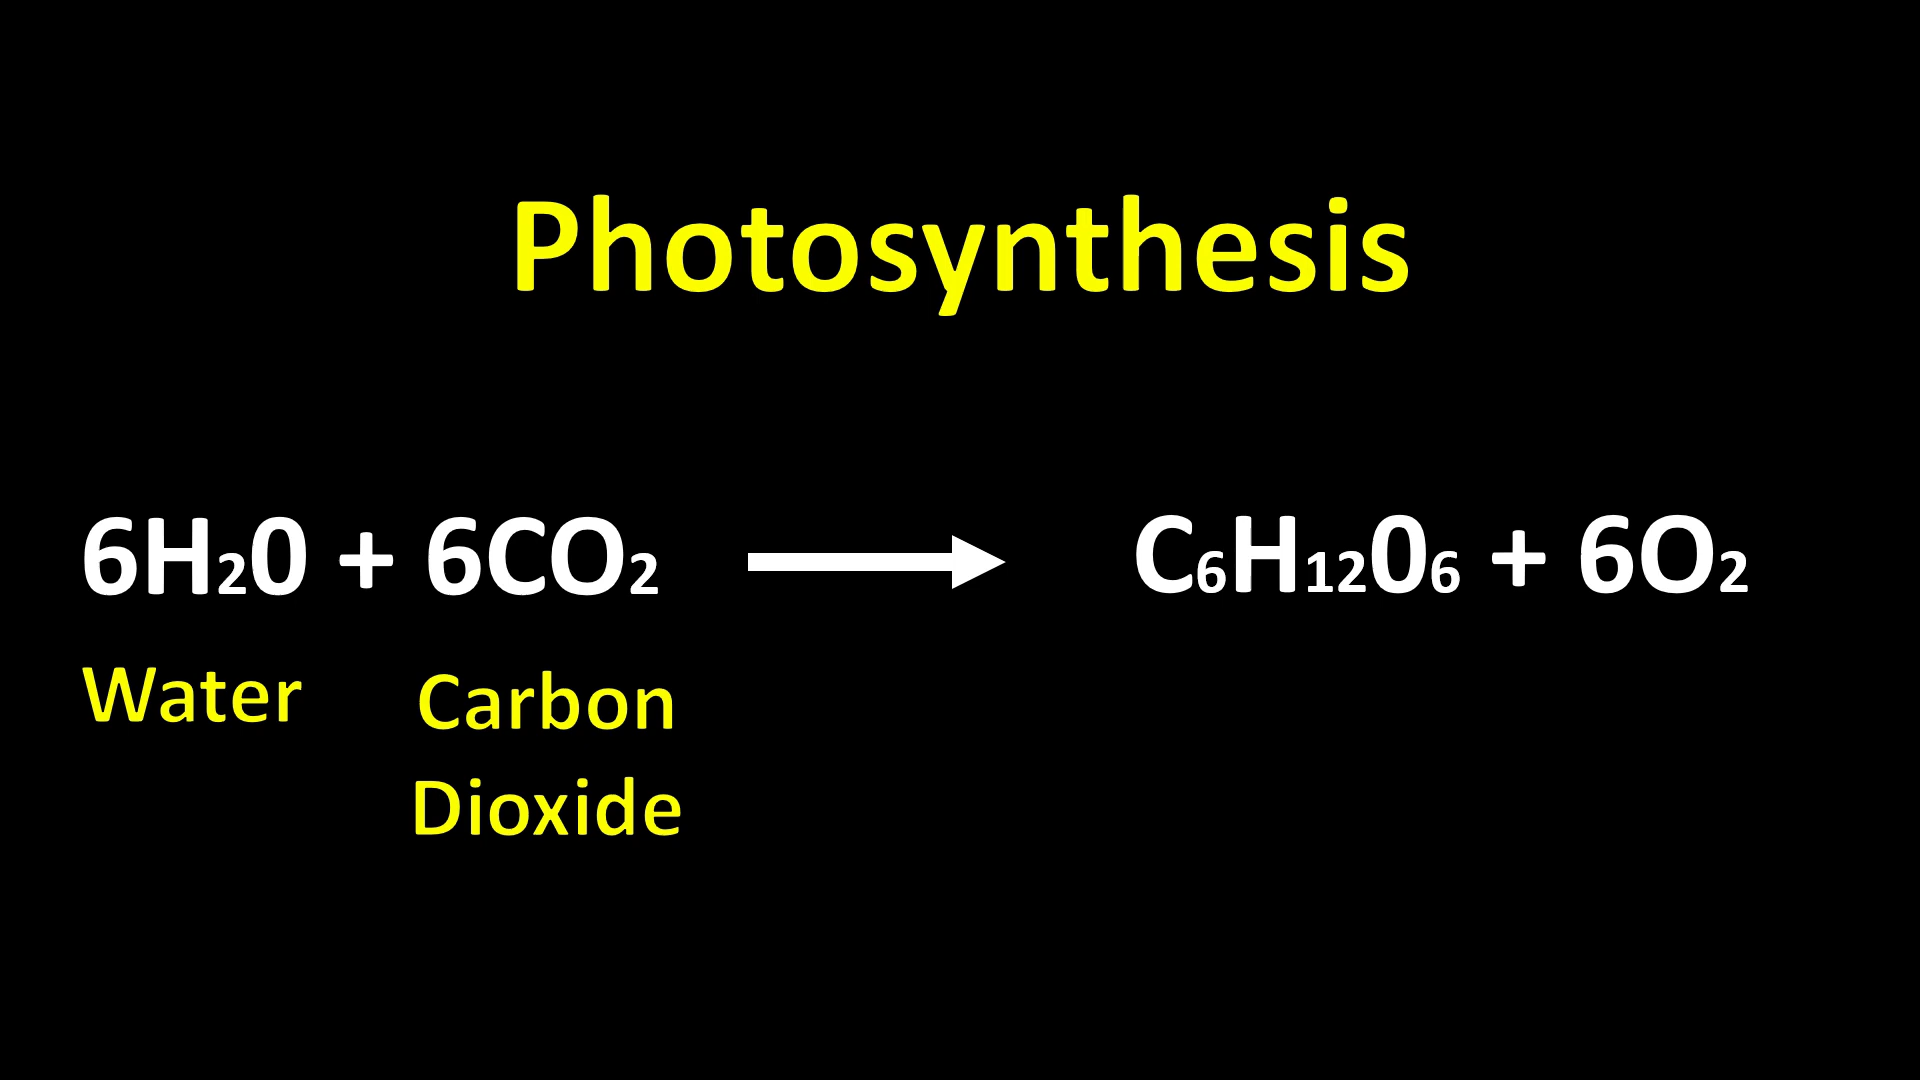 Photosynthesis
6H₂0 + 6CO₂ → C₆H₁₂0₆ + 6O₂
Water Carbon
Dioxide